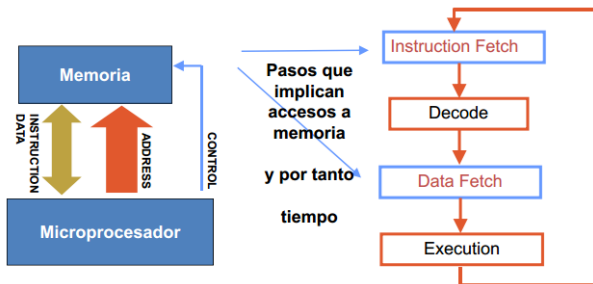 Memoria
INSTRUCTION
DATA
ADDRESS
CONTROL
Microprocesador
Pasos que
implican
accesos a
memoria
y por tanto
tiempo
Instruction Fetch
Decode
Data Fetch
Execution